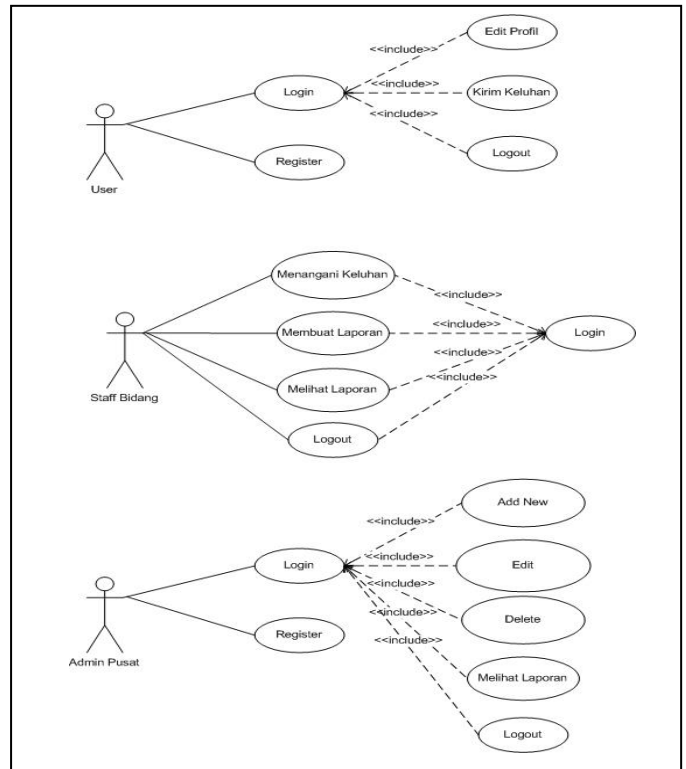 Edit Profil
<<include>>
Login
<<include>>
Kirim Keluhan
<<include>>
Logout
Register
User
Menangani Keluhan
<<include>>
Membuat Laporan
<<include>>
Login
<<include>>
Melihat Laporan
<<include>>
Staff Bidang
Logout
Add New
<<include>>
Login
<<include>>
Edit
<<include>>
Delete
<<include>>
Register
<<include>>
Admin Pusat
Melihat Laporan
Logout